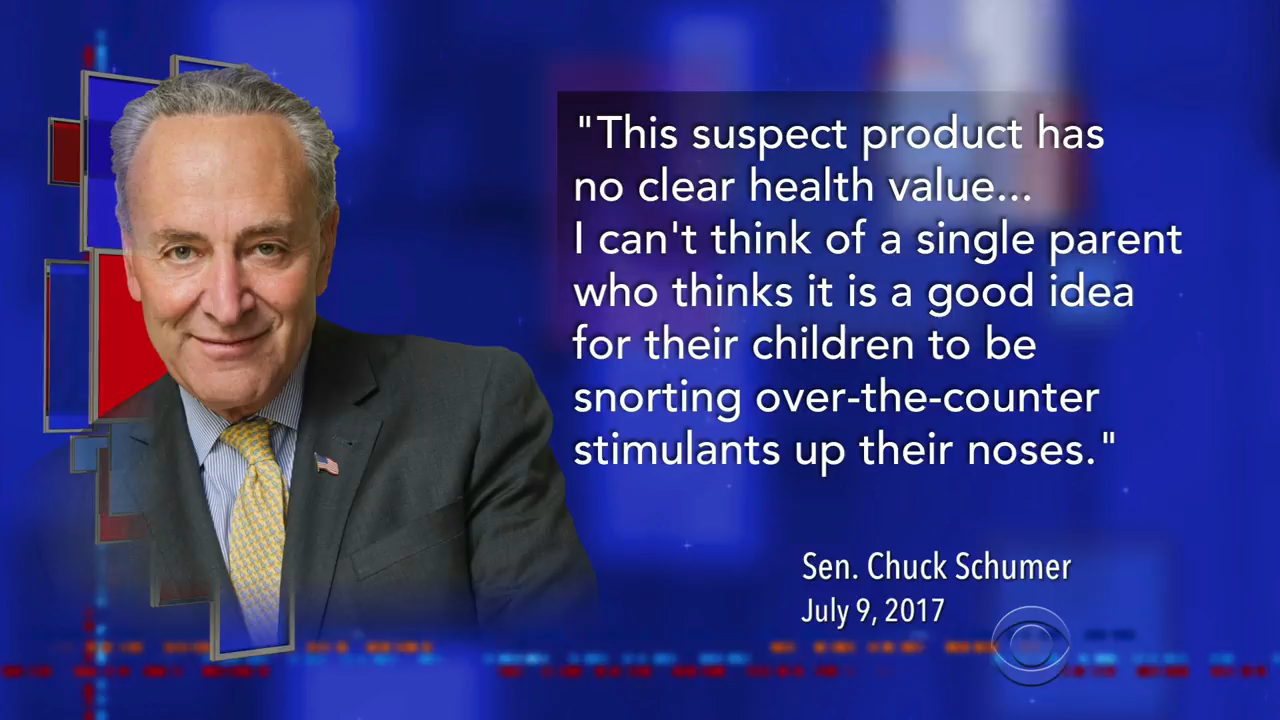 "This suspect product has
no clear health value...
I can't think of a single parent
who thinks it is a good idea
for their children to be
snorting over-the-counter
stimulants up their noses."
Sen. Chuck Schumer
July 9, 2017